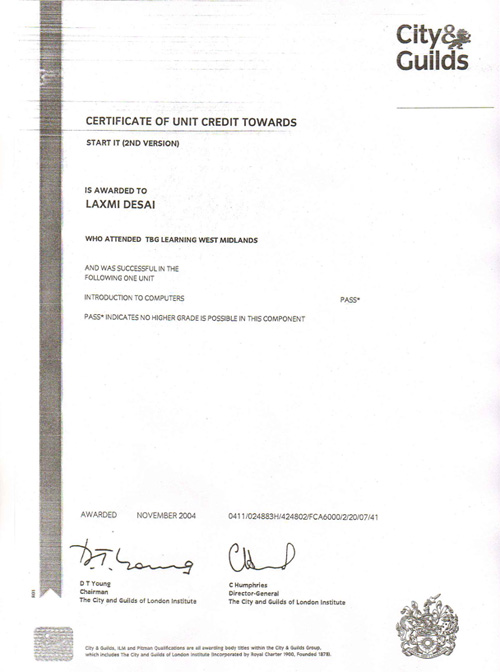 City&
Guilds
CERTIFICATE OF UNIT CREDIT TOWARDS
START IT (2ND VERSION)
IS AWARDED TO
LAXMI DESAI
WHO ATTENDED TBG LEARNING WEST MIDLANDS
AND WAS SUCCESSFUL IN THE
FOLLOWING ONE UNIT
INTRODUCTION TO COMPUTERS PASS*
PASS* INDICATES NO HIGHER GRADE IS POSSIBLE IN THIS COMPONENT
AWARDED NOVEMBER 2004 0411/024883H/424802/FCA6000/2/20/07/41
D T Young
Chairman
The City and Guilds of London Institute
C Humphries
Director-General
The City and Guilds of London Institute
City & Guilds, ILM and Pitman Qualifications are all awarding body titles within the City & Guilds Group,
which includes The City and Guilds of London Institute (Incorporated by Royal Charter 1900, Founded 1878).